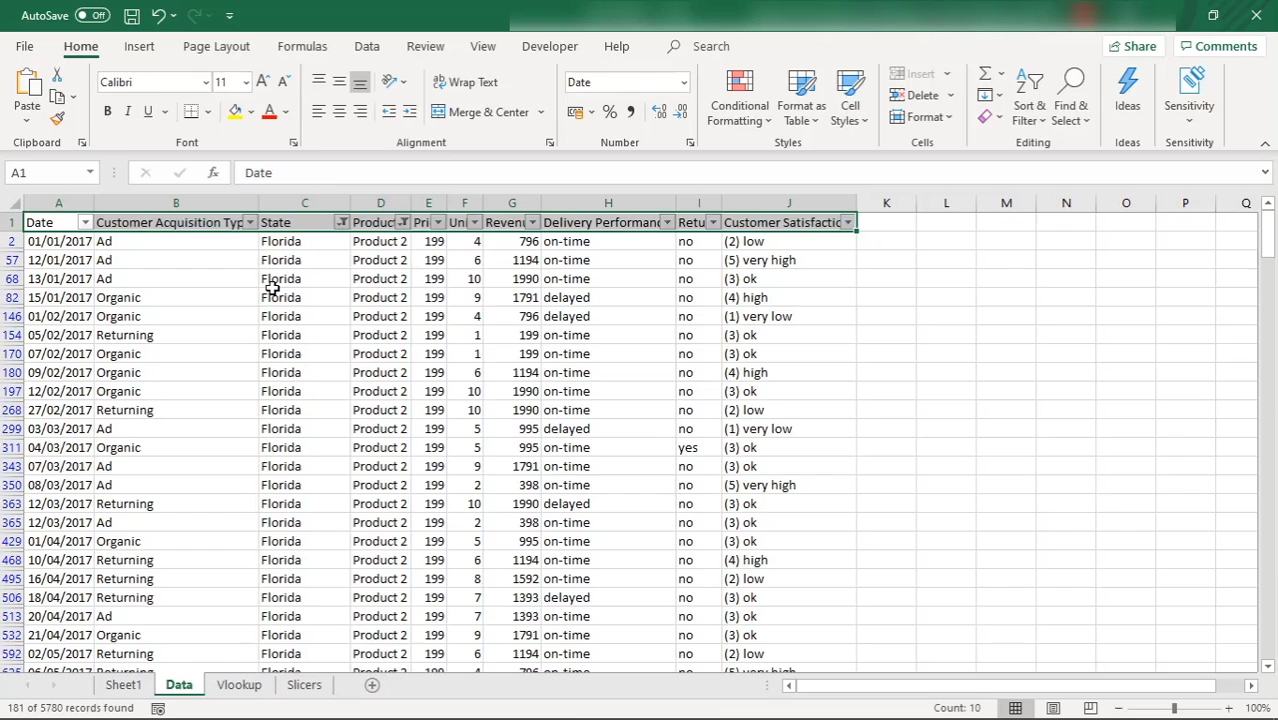 AutoSave Off
File Home Insert Page Layout Formulas Data Review View Developer Help Search Share Comments
Calibri 11 Wrap Text Date Insert
Paste B I U Merge & Center % , Conditional Formatting Format as Table Cell Styles Delete Format Sort & Filter Find & Select Ideas Sensitivity
Clipboard Font Alignment Number Styles Cells Editing Ideas Sensitivity
A1 fx Date
A B C D E F G H I J K L M N O P Q
1 Date Customer Acquisition Typ State Product Pri Uni Revenu Delivery Performanc Retu Customer Satisfactic
2 01/01/2017 Ad Florida Product 2 199 4 796 on-time no (2) low
57 12/01/2017 Ad Florida Product 2 199 6 1194 on-time no (5) very high
68 13/01/2017 Ad Florida Product 2 199 10 1990 on-time no (3) ok
82 15/01/2017 Organic Florida Product 2 199 9 1791 delayed no (4) high
146 01/02/2017 Organic Florida Product 2 199 4 796 delayed no (1) very low
154 05/02/2017 Returning Florida Product 2 199 1 199 on-time no (3) ok
170 07/02/2017 Organic Florida Product 2 199 1 199 on-time no (3) ok
180 09/02/2017 Organic Florida Product 2 199 6 1194 on-time no (4) high
197 12/02/2017 Organic Florida Product 2 199 10 1990 on-time no (3) ok
268 27/02/2017 Returning Florida Product 2 199 10 1990 on-time no (2) low
299 03/03/2017 Ad Florida Product 2 199 5 995 delayed no (1) very low
311 04/03/2017 Organic Florida Product 2 199 5 995 on-time yes (3) ok
343 07/03/2017 Ad Florida Product 2 199 9 1791 on-time no (3) ok
350 08/03/2017 Ad Florida Product 2 199 2 398 on-time no (5) very high
363 12/03/2017 Returning Florida Product 2 199 10 1990 delayed no (3) ok
365 12/03/2017 Ad Florida Product 2 199 2 398 on-time no (3) ok
429 01/04/2017 Organic Florida Product 2 199 5 995 on-time no (3) ok
468 10/04/2017 Returning Florida Product 2 199 6 1194 on-time no (4) high
495 16/04/2017 Returning Florida Product 2 199 8 1592 on-time no (2) low
506 18/04/2017 Returning Florida Product 2 199 7 1393 delayed no (3) ok
513 20/04/2017 Ad Florida Product 2 199 7 1393 on-time no (3) ok
532 21/04/2017 Organic Florida Product 2 199 9 1791 on-time no (3) ok
592 02/05/2017 Returning Florida Product 2 199 6 1194 on-time no (3) ok
625 06/05/2017 Returning Florida Product 2 199 4 796 on-time no (5) very high
Sheet1 Data Vlookup Slicers
181 of 5780 records found Count: 10 100%